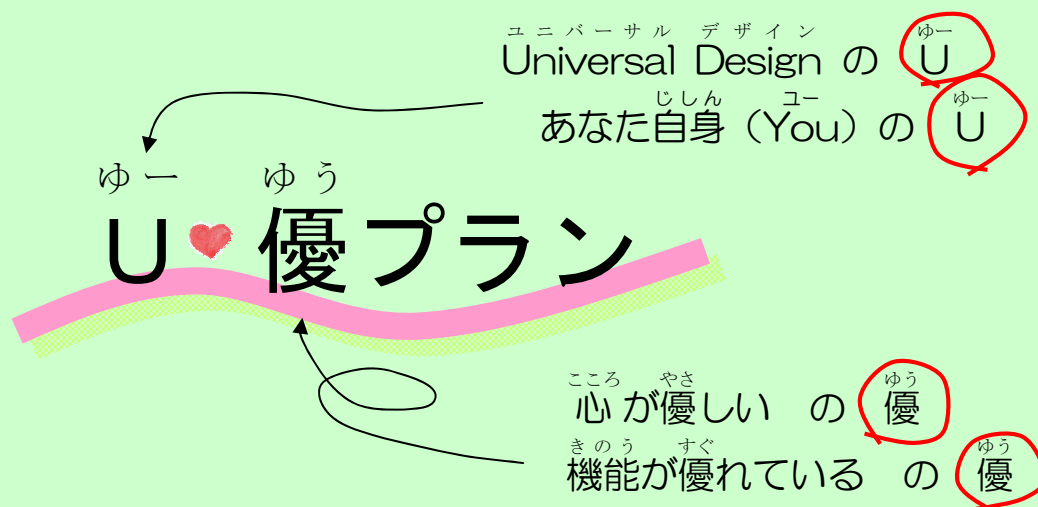 ユニバーサル デザイン ゆー
Universal Design の U
じしん ユー ゆー
あなた自身（You）の U
ゆー ゆう
U 優プラン
こころ やさ ゆう
心が優しい の 優
きのう すぐ ゆう
機能が優れている の 優